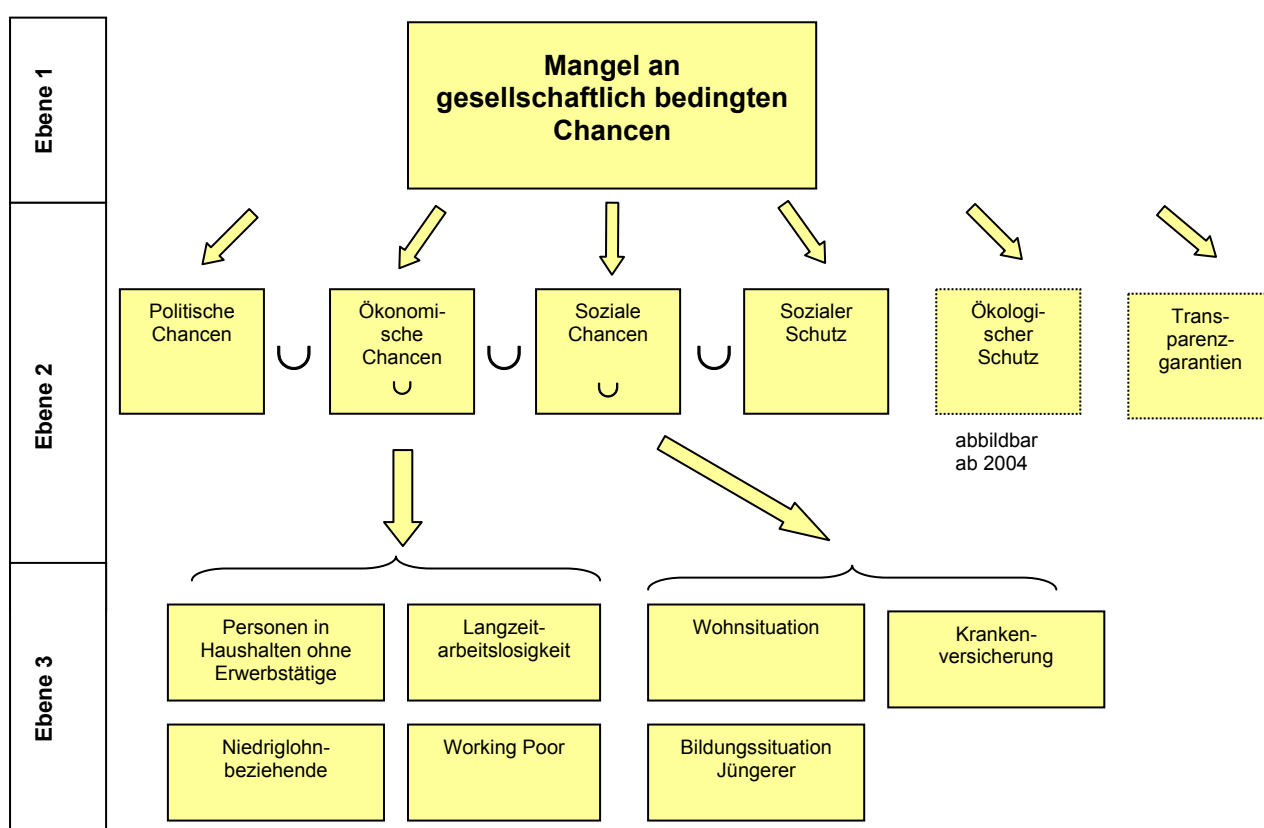 Ebene 1
Mangel an
gesellschaftlich bedingten
Chancen
Ebene 2
Politische
Chancen
∪
Ökonomi-
sche
Chancen
∪
∪
Soziale
Chancen
∪
∪
Sozialer
Schutz
Ökologi-
scher
Schutz
abbildbar
ab 2004
Trans-
parenz-
garantien
Ebene 3
Personen in
Haushalten ohne
Erwerbstätige
Langzeit-
arbeitslosigkeit
Wohnsituation
Kranken-
versicherung
Niedriglohn-
beziehende
Working Poor
Bildungssituation
Jüngerer